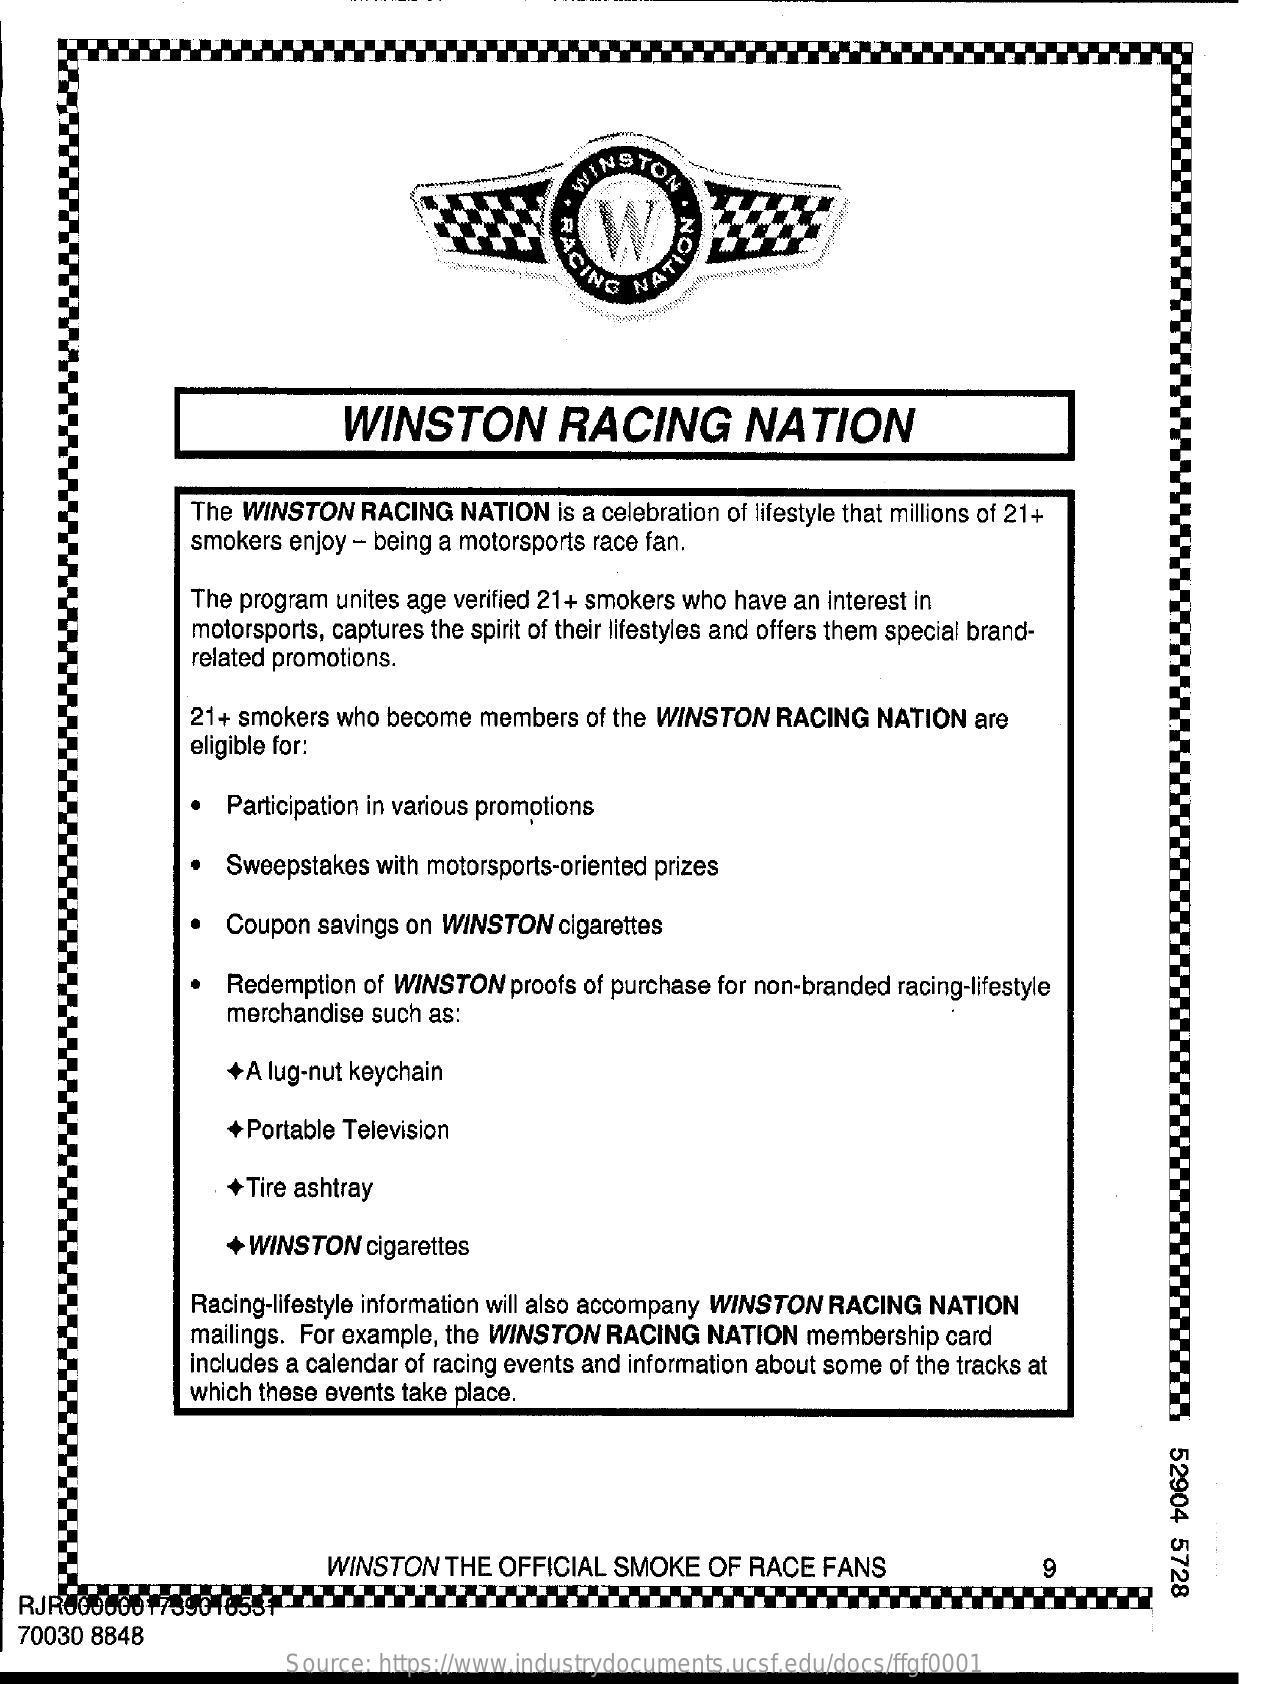 WINSTON • RACING NATION •
W
WINSTON RACING NATION
The WINSTON RACING NATION is a celebration of lifestyle that millions of 21+
smokers enjoy – being a motorsports race fan.
The program unites age verified 21+ smokers who have an interest in
motorsports, captures the spirit of their lifestyles and offers them special brand-
related promotions.
21+ smokers who become members of the WINSTON RACING NATION are
eligible for:
• Participation in various promotions
• Sweepstakes with motorsports-oriented prizes
• Coupon savings on WINSTON cigarettes
• Redemption of WINSTON proofs of purchase for non-branded racing-lifestyle
merchandise such as:
✦A lug-nut keychain
✦Portable Television
✦Tire ashtray
✦WINSTON cigarettes
Racing-lifestyle information will also accompany WINSTON RACING NATION
mailings. For example, the WINSTON RACING NATION membership card
includes a calendar of racing events and information about some of the tracks at
which these events take place.
52904 5728
WINSTON THE OFFICIAL SMOKE OF RACE FANS 9
70030 8848
Source: https://www.industrydocuments.ucsf.edu/docs/ffgf0001